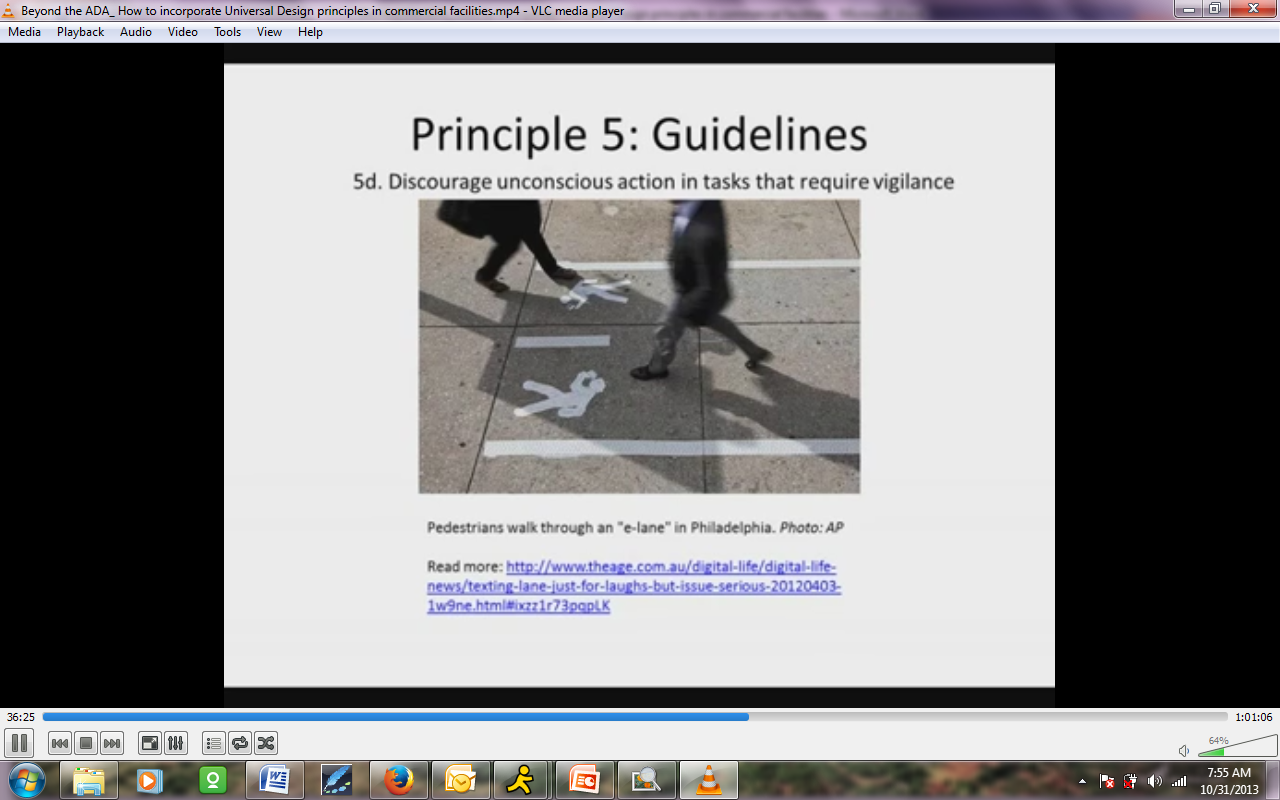 Beyond the ADA_ How to incorporate Universal Design principles in commercial facilities.mp4 - VLC media player
Media Playback Audio Video Tools View Help
Principle 5: Guidelines
5d. Discourage unconscious action in tasks that require vigilance
Pedestrians walk through an "e-lane" in Philadelphia. Photo: AP
Read more: http://www.theage.com.au/digital-life/digital-life-
news/texting-lane-just-for-laughs-but-issue-serious-20120403-
1w9ne.html#ixzz1r73pqpLK
36:25 1:01:06
64%
7:55 AM
10/31/2013